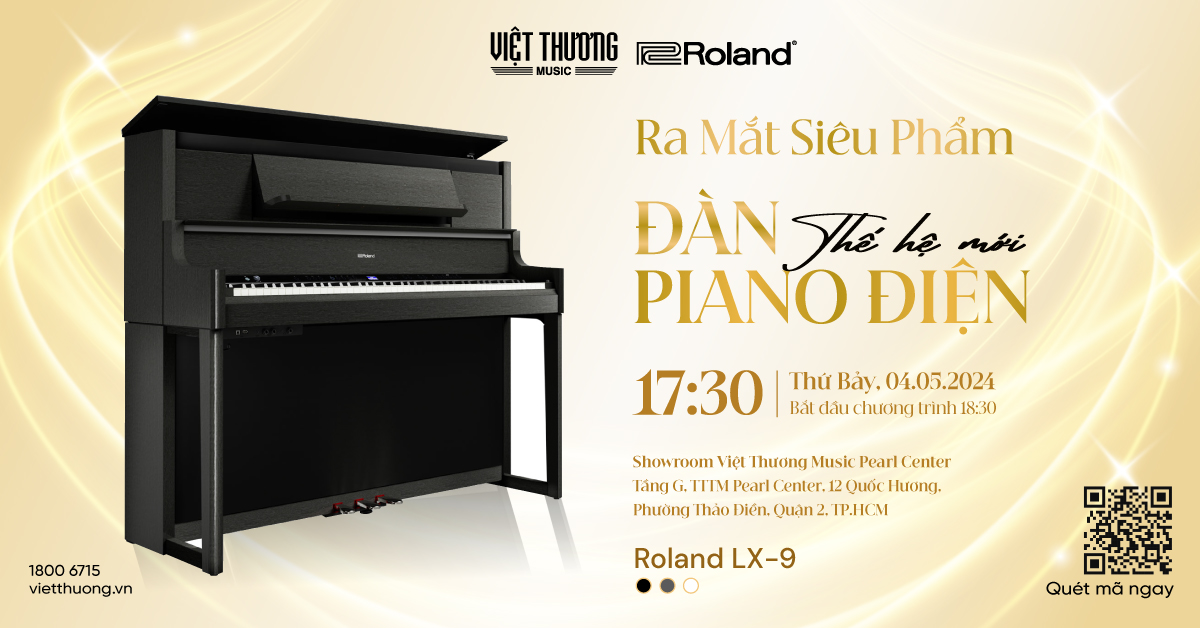 VIỆT THƯƠNG
MUSIC
Roland®
Ra Mắt Siêu Phẩm
ĐÀN Thế hệ mới
PIANO ĐIỆN
17:30
Thứ Bảy, 04.05.2024
Bắt đầu chương trình 18:30
Showroom Việt Thương Music Pearl Center
Tầng G, TTTM Pearl Center, 12 Quốc Hương,
Phường Thảo Điền, Quận 2, TP.HCM
Roland LX-9
Roland
1800 6715
vietthuong.vn
Quét mã ngay